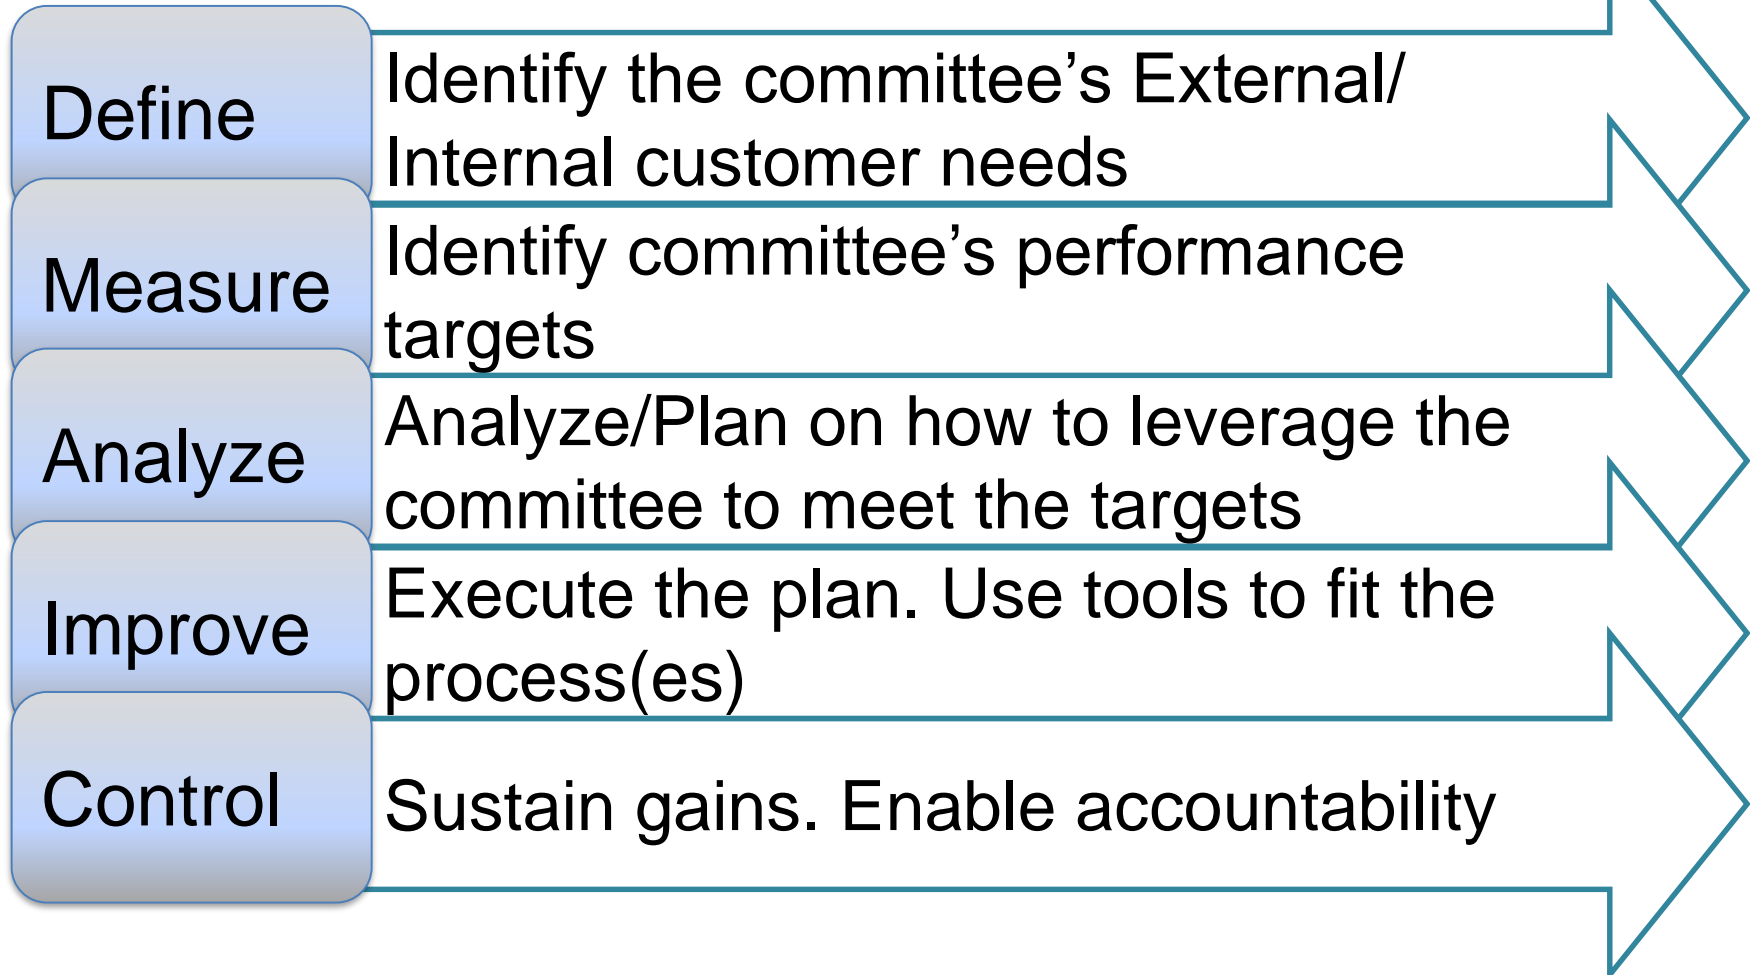 Define
Identify the committee’s External/
Internal customer needs
Measure
Identify committee’s performance
targets
Analyze
Analyze/Plan on how to leverage the
committee to meet the targets
Improve
Execute the plan. Use tools to fit the
process(es)
Control
Sustain gains. Enable accountability